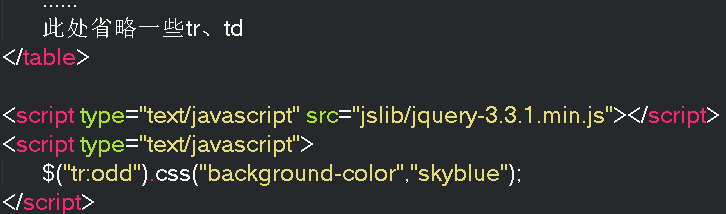 ......
此处省略一些tr、td
</table>
<script type="text/javascript" src="jslib/jquery-3.3.1.min.js"></script>
<script type="text/javascript">
$("tr:odd").css("background-color","skyblue");
</script>